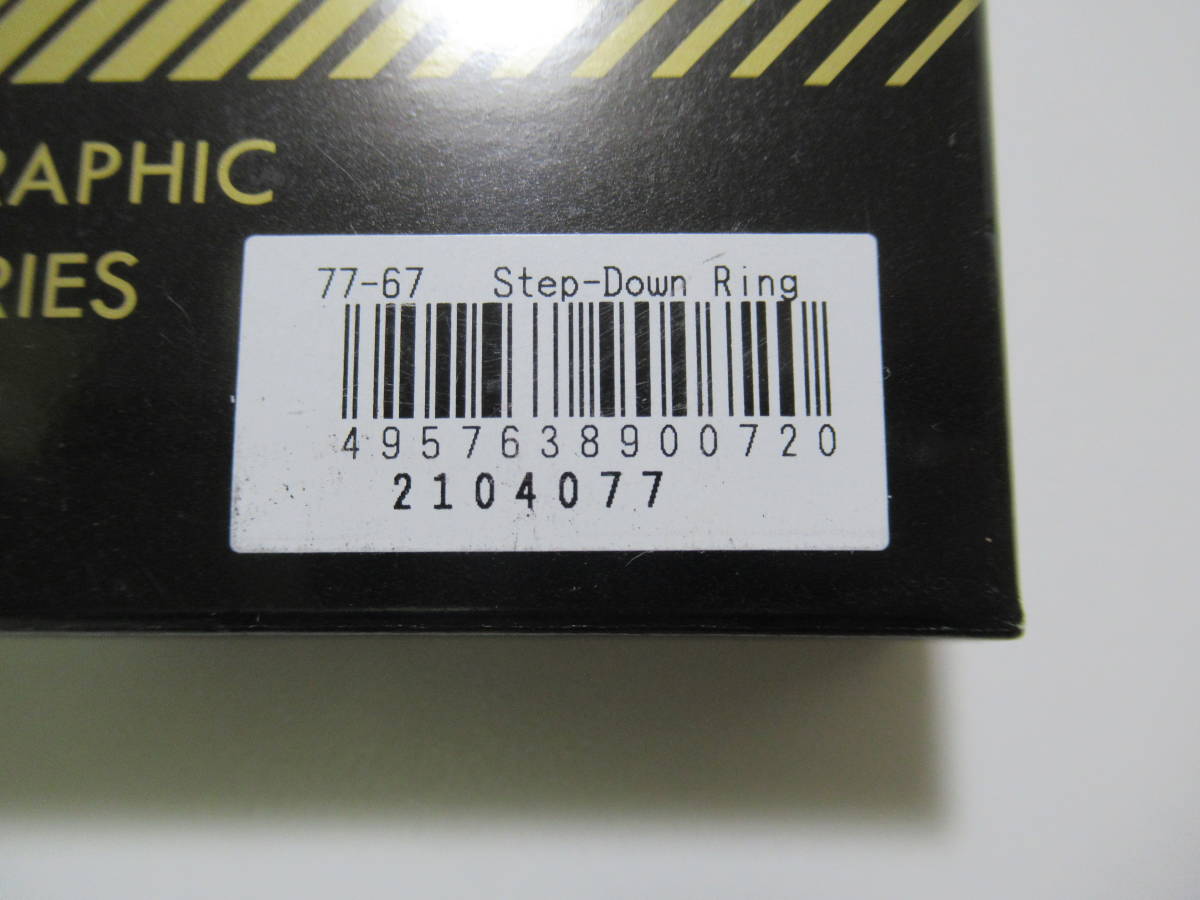 RAPHIC
RIES
77-67 Step-Down Ring
4957638900720
2104077